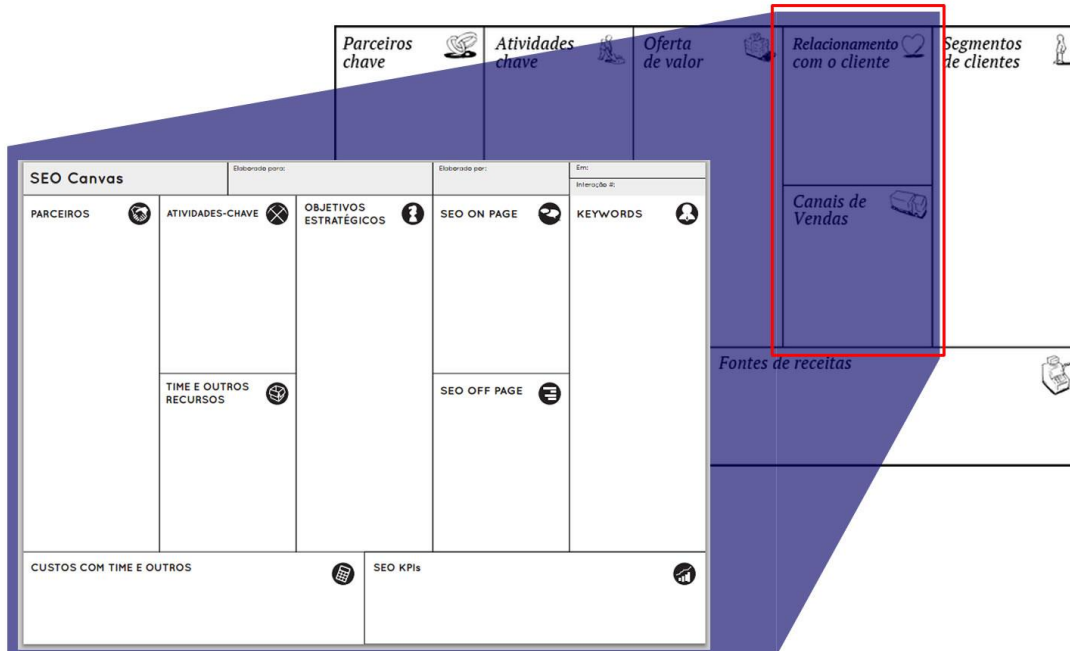 Parceiros
chave
Atividades
chave
Oferta
de valor
Relacionamento
com o cliente
Segmentos
de clientes
Canais de
Vendas
Fontes de receitas
SEO Canvas
Elaborado para:
Elaborado por:
Em:
Interação #:
PARCEIROS
ATIVIDADES-CHAVE
OBJETIVOS
ESTRATÉGICOS
SEO ON PAGE
KEYWORDS
TIME E OUTROS
RECURSOS
SEO OFF PAGE
CUSTOS COM TIME E OUTROS
SEO KPIs